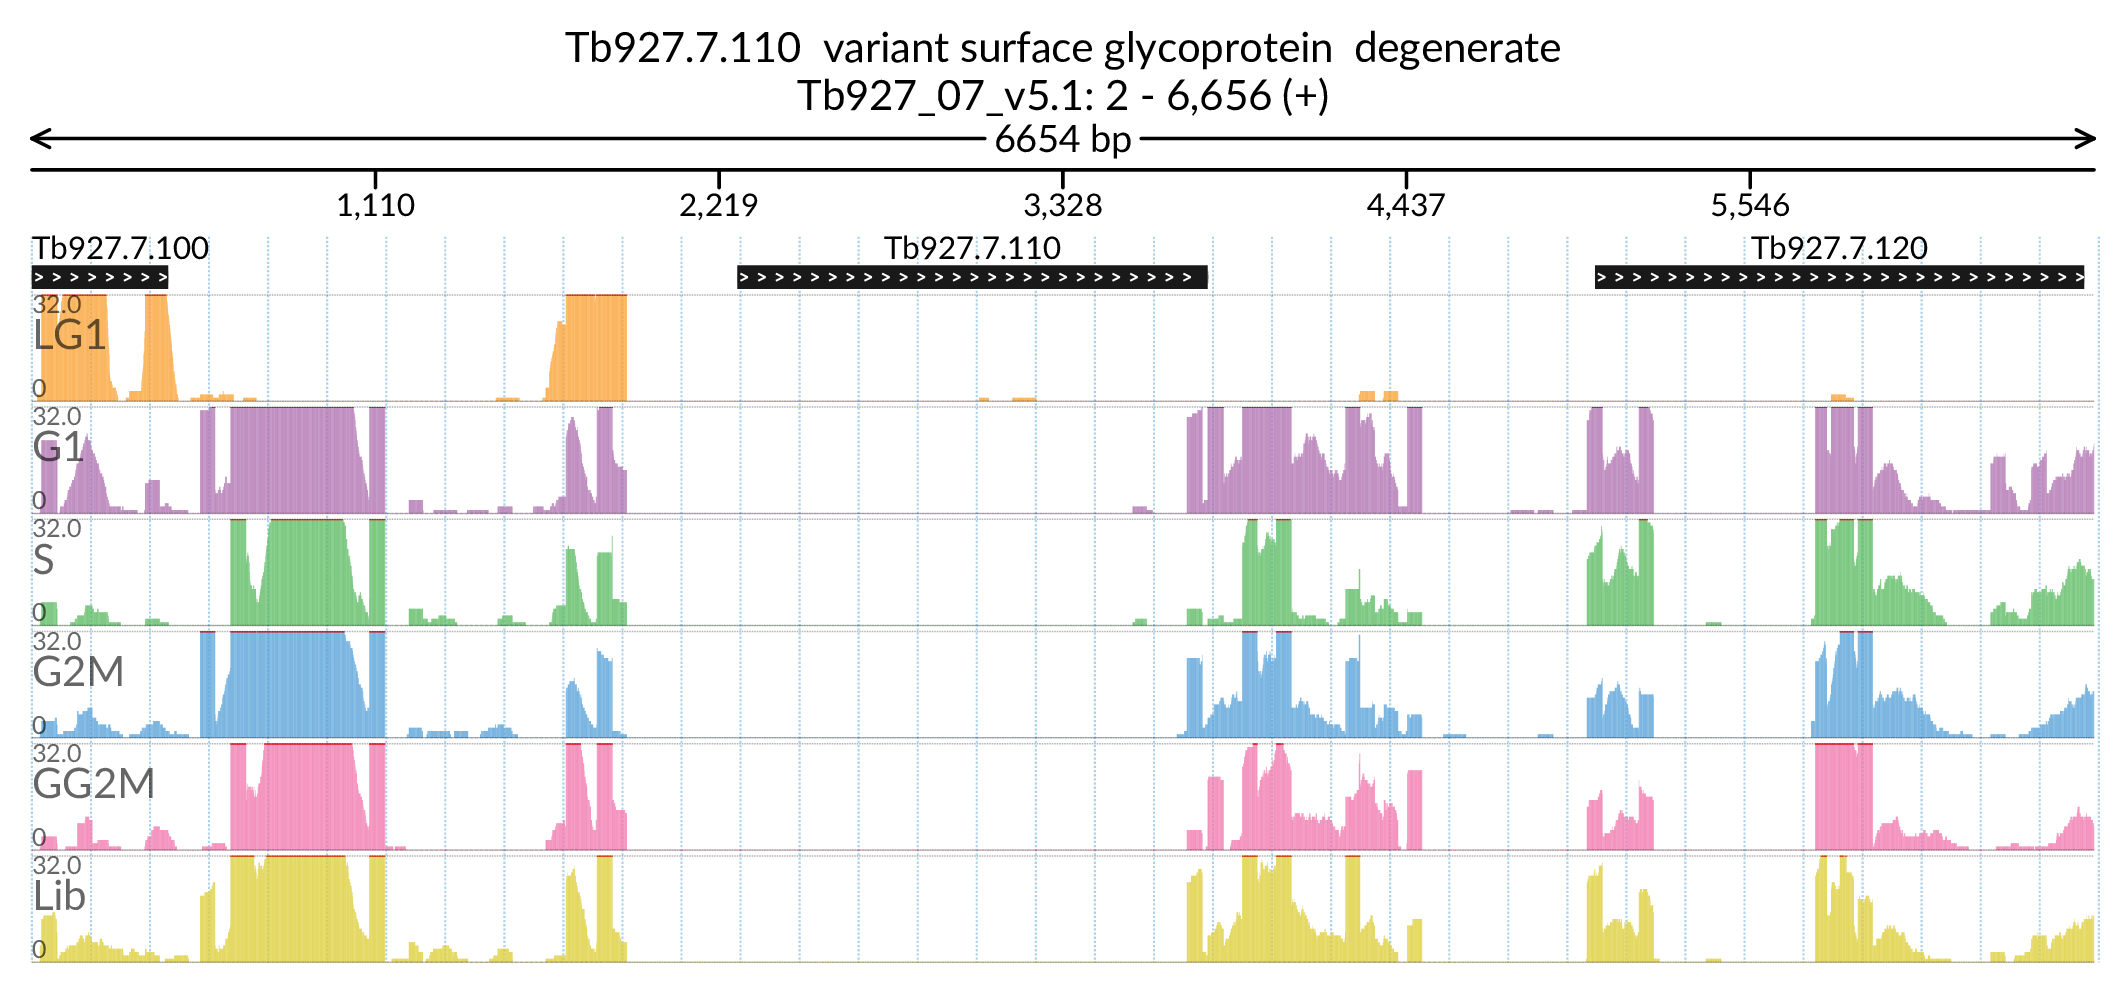 Tb927.7.110 variant surface glycoprotein degenerate
Tb927_07_v5.1: 2 - 6,656 (+)
6654 bp
1,110 2,219 3,328 4,437 5,546
Tb927.7.100 Tb927.7.110 Tb927.7.120
32.0
LG1
0
32.0
G1
0
32.0
S
0
32.0
G2M
0
32.0
GG2M
0
32.0
Lib
0